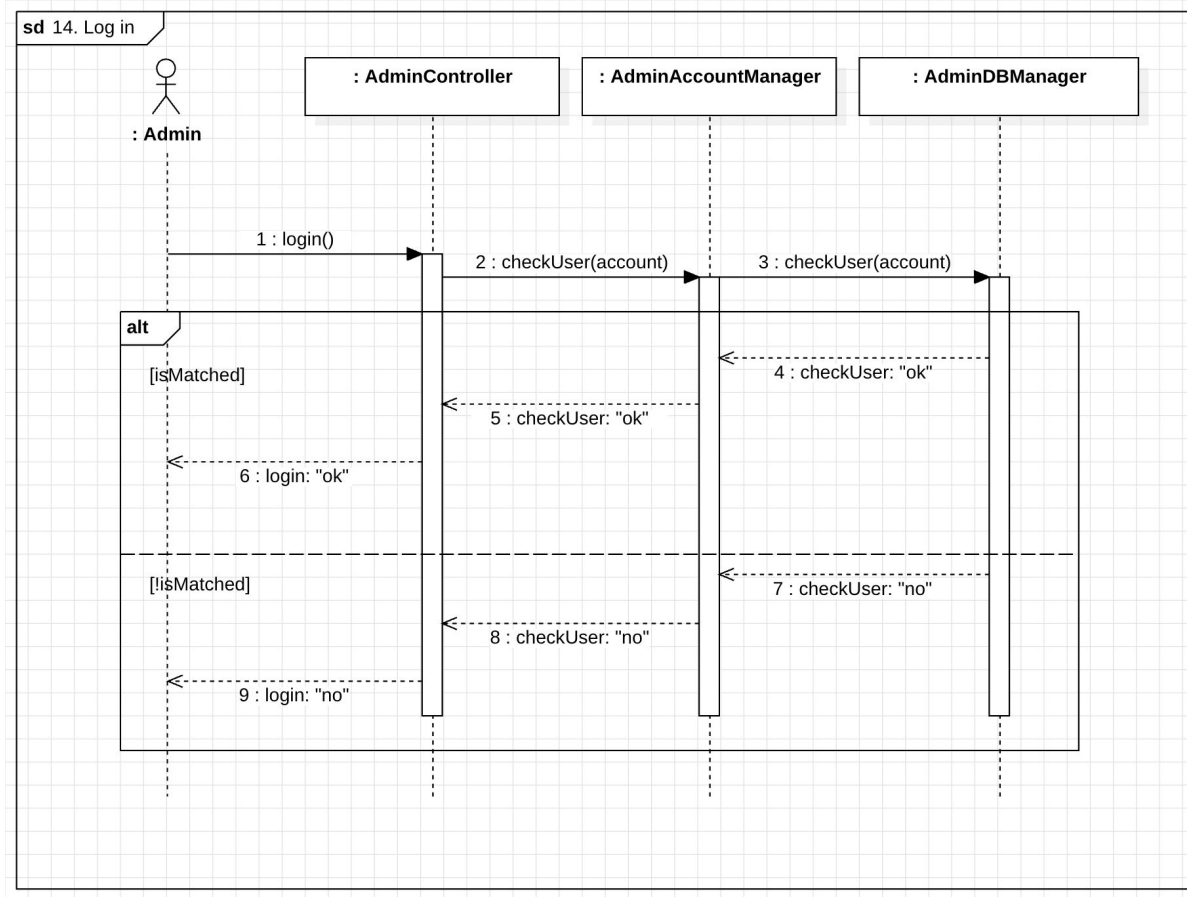 sd 14. Log in
: Admin
: AdminController
: AdminAccountManager
: AdminDBManager
1 : login()
2 : checkUser(account)
3 : checkUser(account)
alt
[isMatched]
4 : checkUser: "ok"
5 : checkUser: "ok"
6 : login: "ok"
[!isMatched]
7 : checkUser: "no"
8 : checkUser: "no"
9 : login: "no"